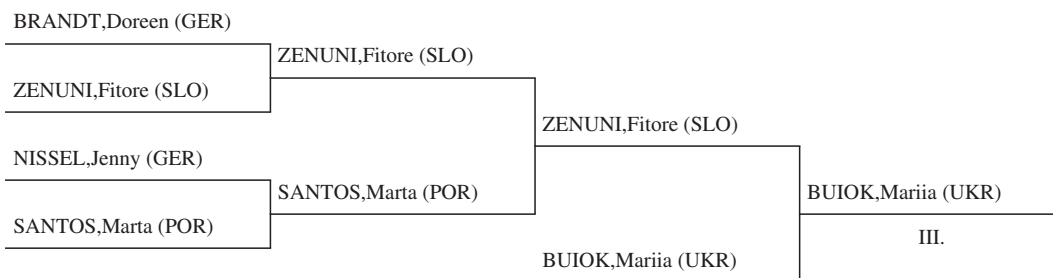 BRANDT,Doreen (GER)
ZENUNI,Fitore (SLO)
ZENUNI,Fitore (SLO)
ZENUNI,Fitore (SLO)
NISSEL,Jenny (GER)
SANTOS,Marta (POR)
BUIOK,Mariia (UKR)
SANTOS,Marta (POR)
III.
BUIOK,Mariia (UKR)